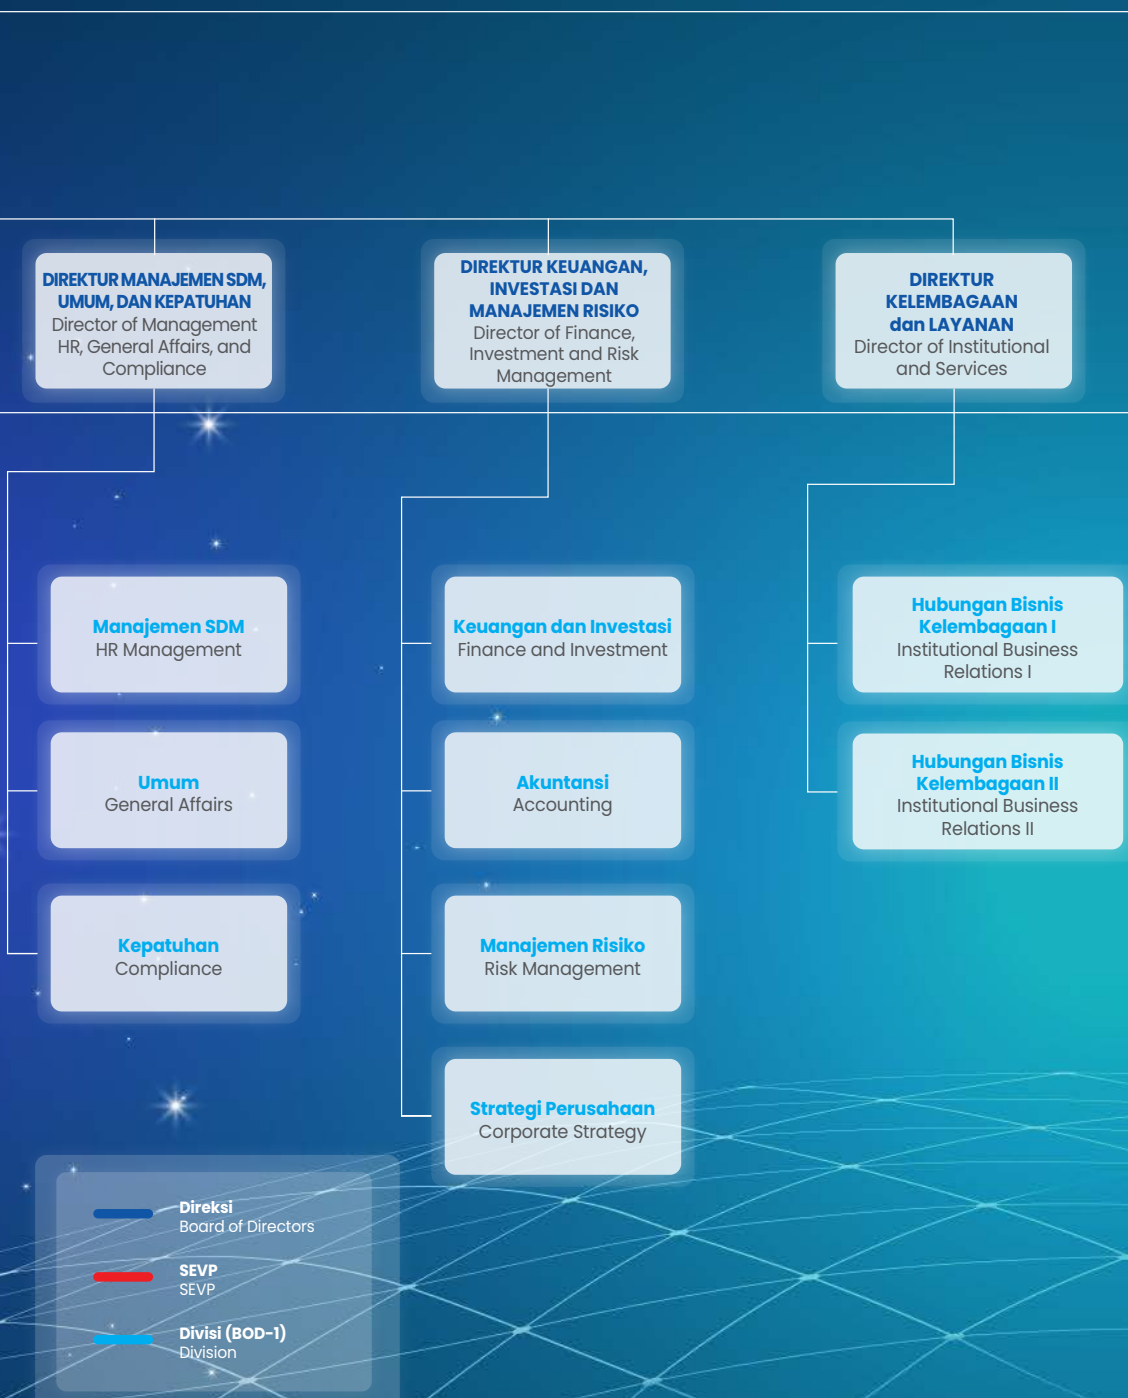 DIREKTUR MANAJEMEN SDM,
UMUM, DAN KEPATUHAN
Director of Management
HR, General Affairs, and
Compliance
DIREKTUR KEUANGAN,
INVESTASI DAN
MANAJEMEN RISIKO
Director of Finance,
Investment and Risk
Management
DIREKTUR
KELEMBAGAAN
dan LAYANAN
Director of Institutional
and Services
Manajemen SDM
HR Management
Umum
General Affairs
Kepatuhan
Compliance
Keuangan dan Investasi
Finance and Investment
Akuntansi
Accounting
Manajemen Risiko
Risk Management
Strategi Perusahaan
Corporate Strategy
Hubungan Bisnis
Kelembagaan I
Institutional Business
Relations I
Hubungan Bisnis
Kelembagaan II
Institutional Business
Relations II
Direksi
Board of Directors
SEVP
SEVP
Divisi (BOD-1)
Division